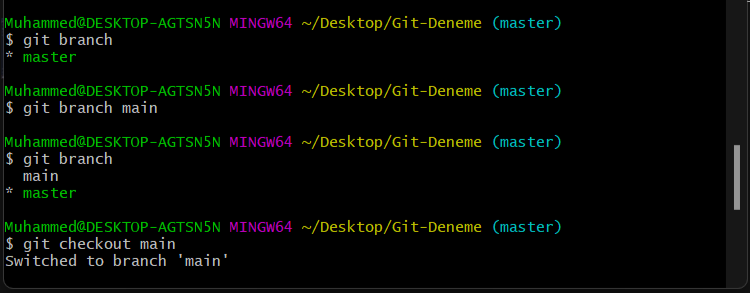 Muhammed@DESKTOP-AGTSN5N MINGW64 ~/Desktop/Git-Deneme (master)
$ git branch
* master
Muhammed@DESKTOP-AGTSN5N MINGW64 ~/Desktop/Git-Deneme (master)
$ git branch main
Muhammed@DESKTOP-AGTSN5N MINGW64 ~/Desktop/Git-Deneme (master)
$ git branch
  main
* master
Muhammed@DESKTOP-AGTSN5N MINGW64 ~/Desktop/Git-Deneme (master)
$ git checkout main
Switched to branch 'main'